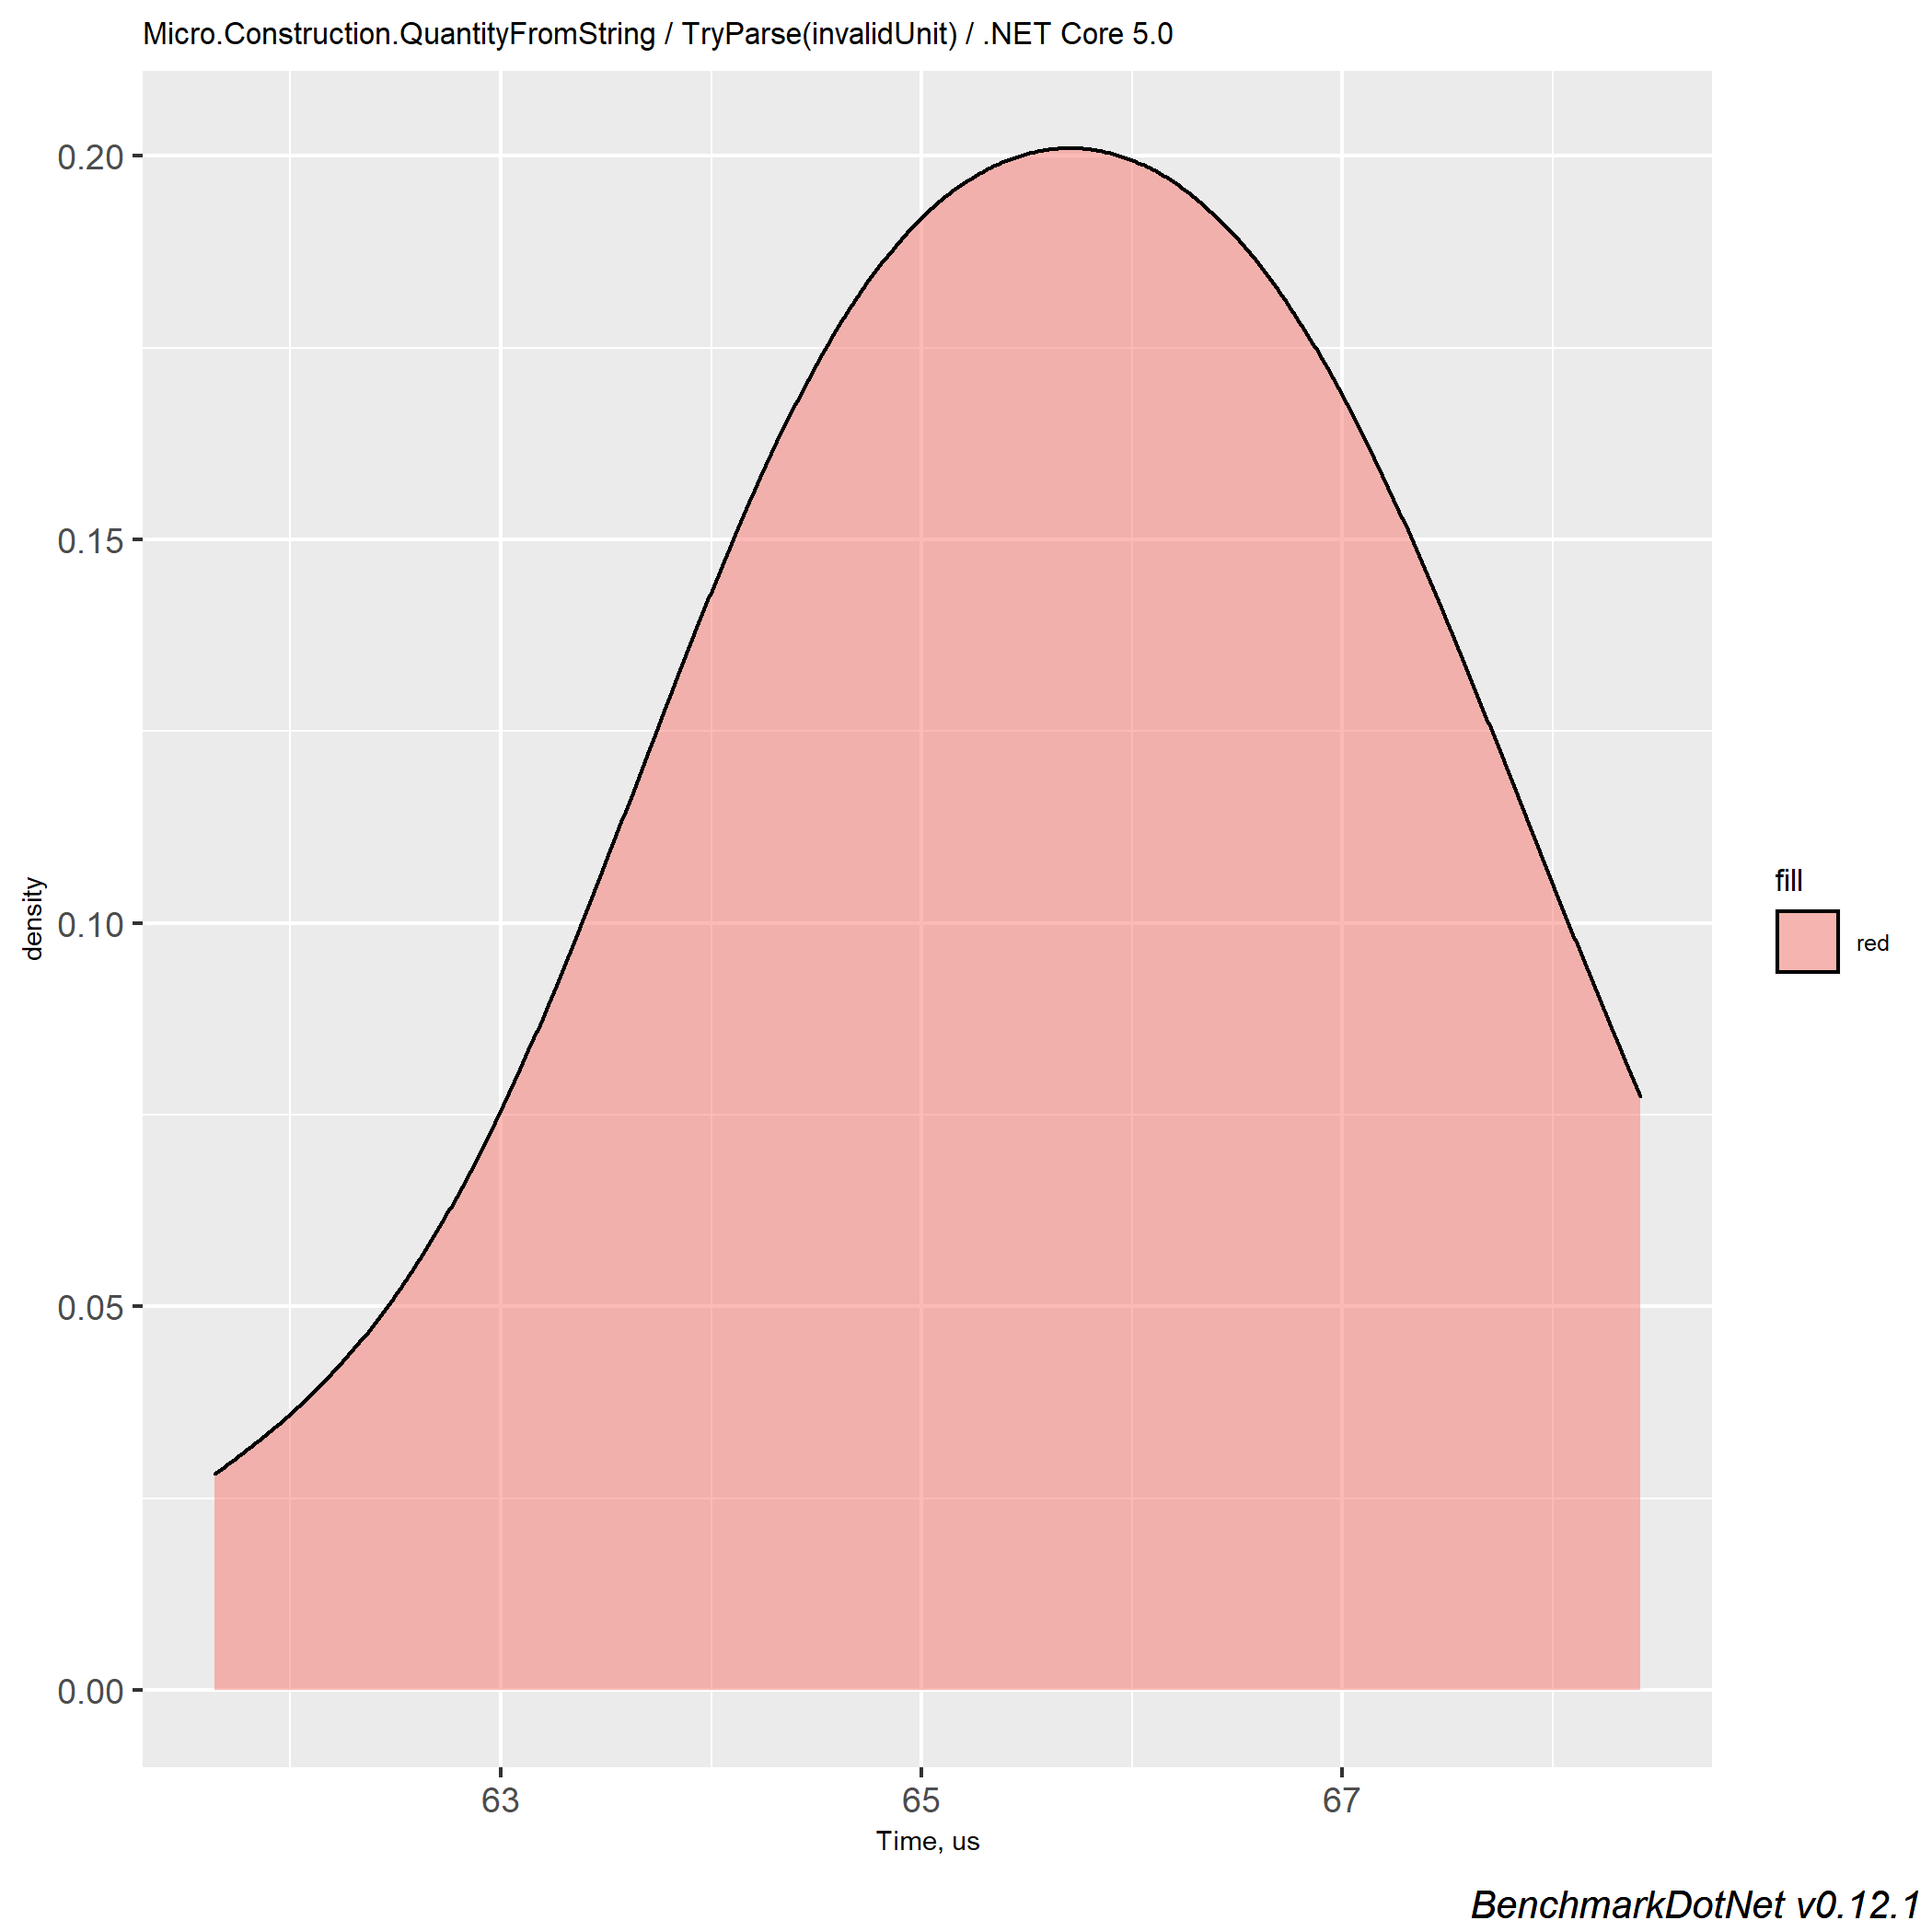 Micro.Construction.QuantityFromString / TryParse(invalidUnit) / .NET Core 5.0
0.20
0.15
0.10
0.05
0.00
density
63 65 67
Time, us
fill
red
BenchmarkDotNet v0.12.1